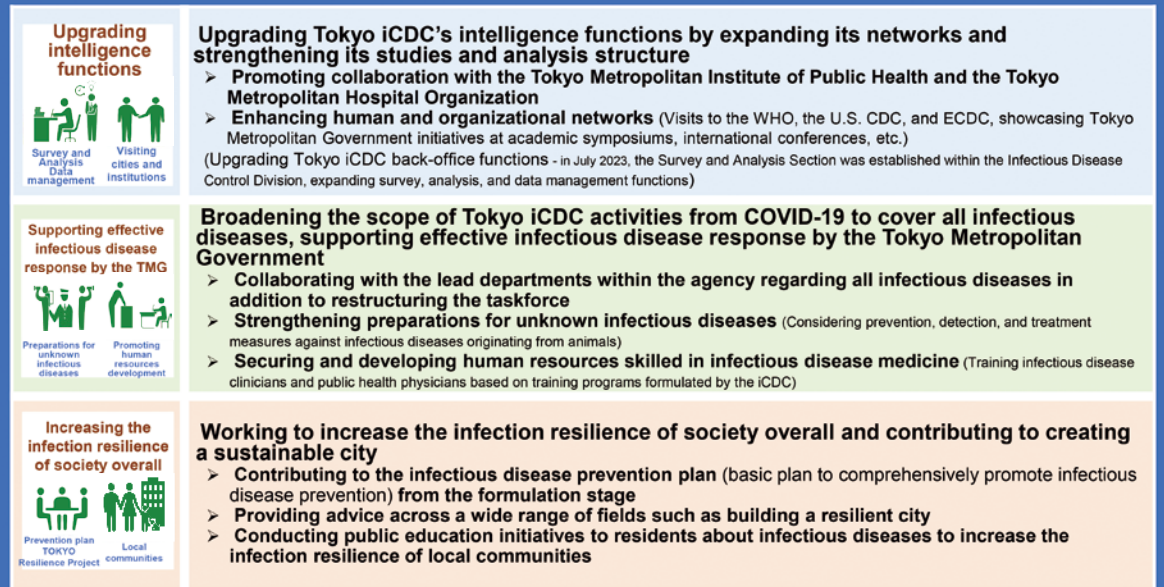 Upgrading
intelligence
functions
Survey and
Analysis
Data
management
Visiting
cities and
institutions
Upgrading Tokyo iCDC's intelligence functions by expanding its networks and
strengthening its studies and analysis structure
➢ Promoting collaboration with the Tokyo Metropolitan Institute of Public Health and the Tokyo
Metropolitan Hospital Organization
➢ Enhancing human and organizational networks (Visits to the WHO, the U.S. CDC, and ECDC, showcasing Tokyo
Metropolitan Government initiatives at academic symposiums, international conferences, etc.)
(Upgrading Tokyo iCDC back-office functions - in July 2023, the Survey and Analysis Section was established within the Infectious Disease
Control Division, expanding survey, analysis, and data management functions)
Supporting effective
infectious disease
response by the TMG
Preparations for
unknown
infectious
diseases
Promoting
human
resources
development
Broadening the scope of Tokyo iCDC activities from COVID-19 to cover all infectious
diseases, supporting effective infectious disease response by the Tokyo Metropolitan
Government
➢ Collaborating with the lead departments within the agency regarding all infectious diseases in
addition to restructuring the taskforce
➢ Strengthening preparations for unknown infectious diseases (Considering prevention, detection, and treatment
measures against infectious diseases originating from animals)
➢ Securing and developing human resources skilled in infectious disease medicine (Training infectious disease
clinicians and public health physicians based on training programs formulated by the iCDC)
Increasing the
infection resilience
of society overall
Prevention plan
TOKYO
Resilience Project
Local
communities
Working to increase the infection resilience of society overall and contributing to creating
a sustainable city
➢ Contributing to the infectious disease prevention plan (basic plan to comprehensively promote infectious
disease prevention) from the formulation stage
➢ Providing advice across a wide range of fields such as building a resilient city
➢ Conducting public education initiatives to residents about infectious diseases to increase the
infection resilience of local communities